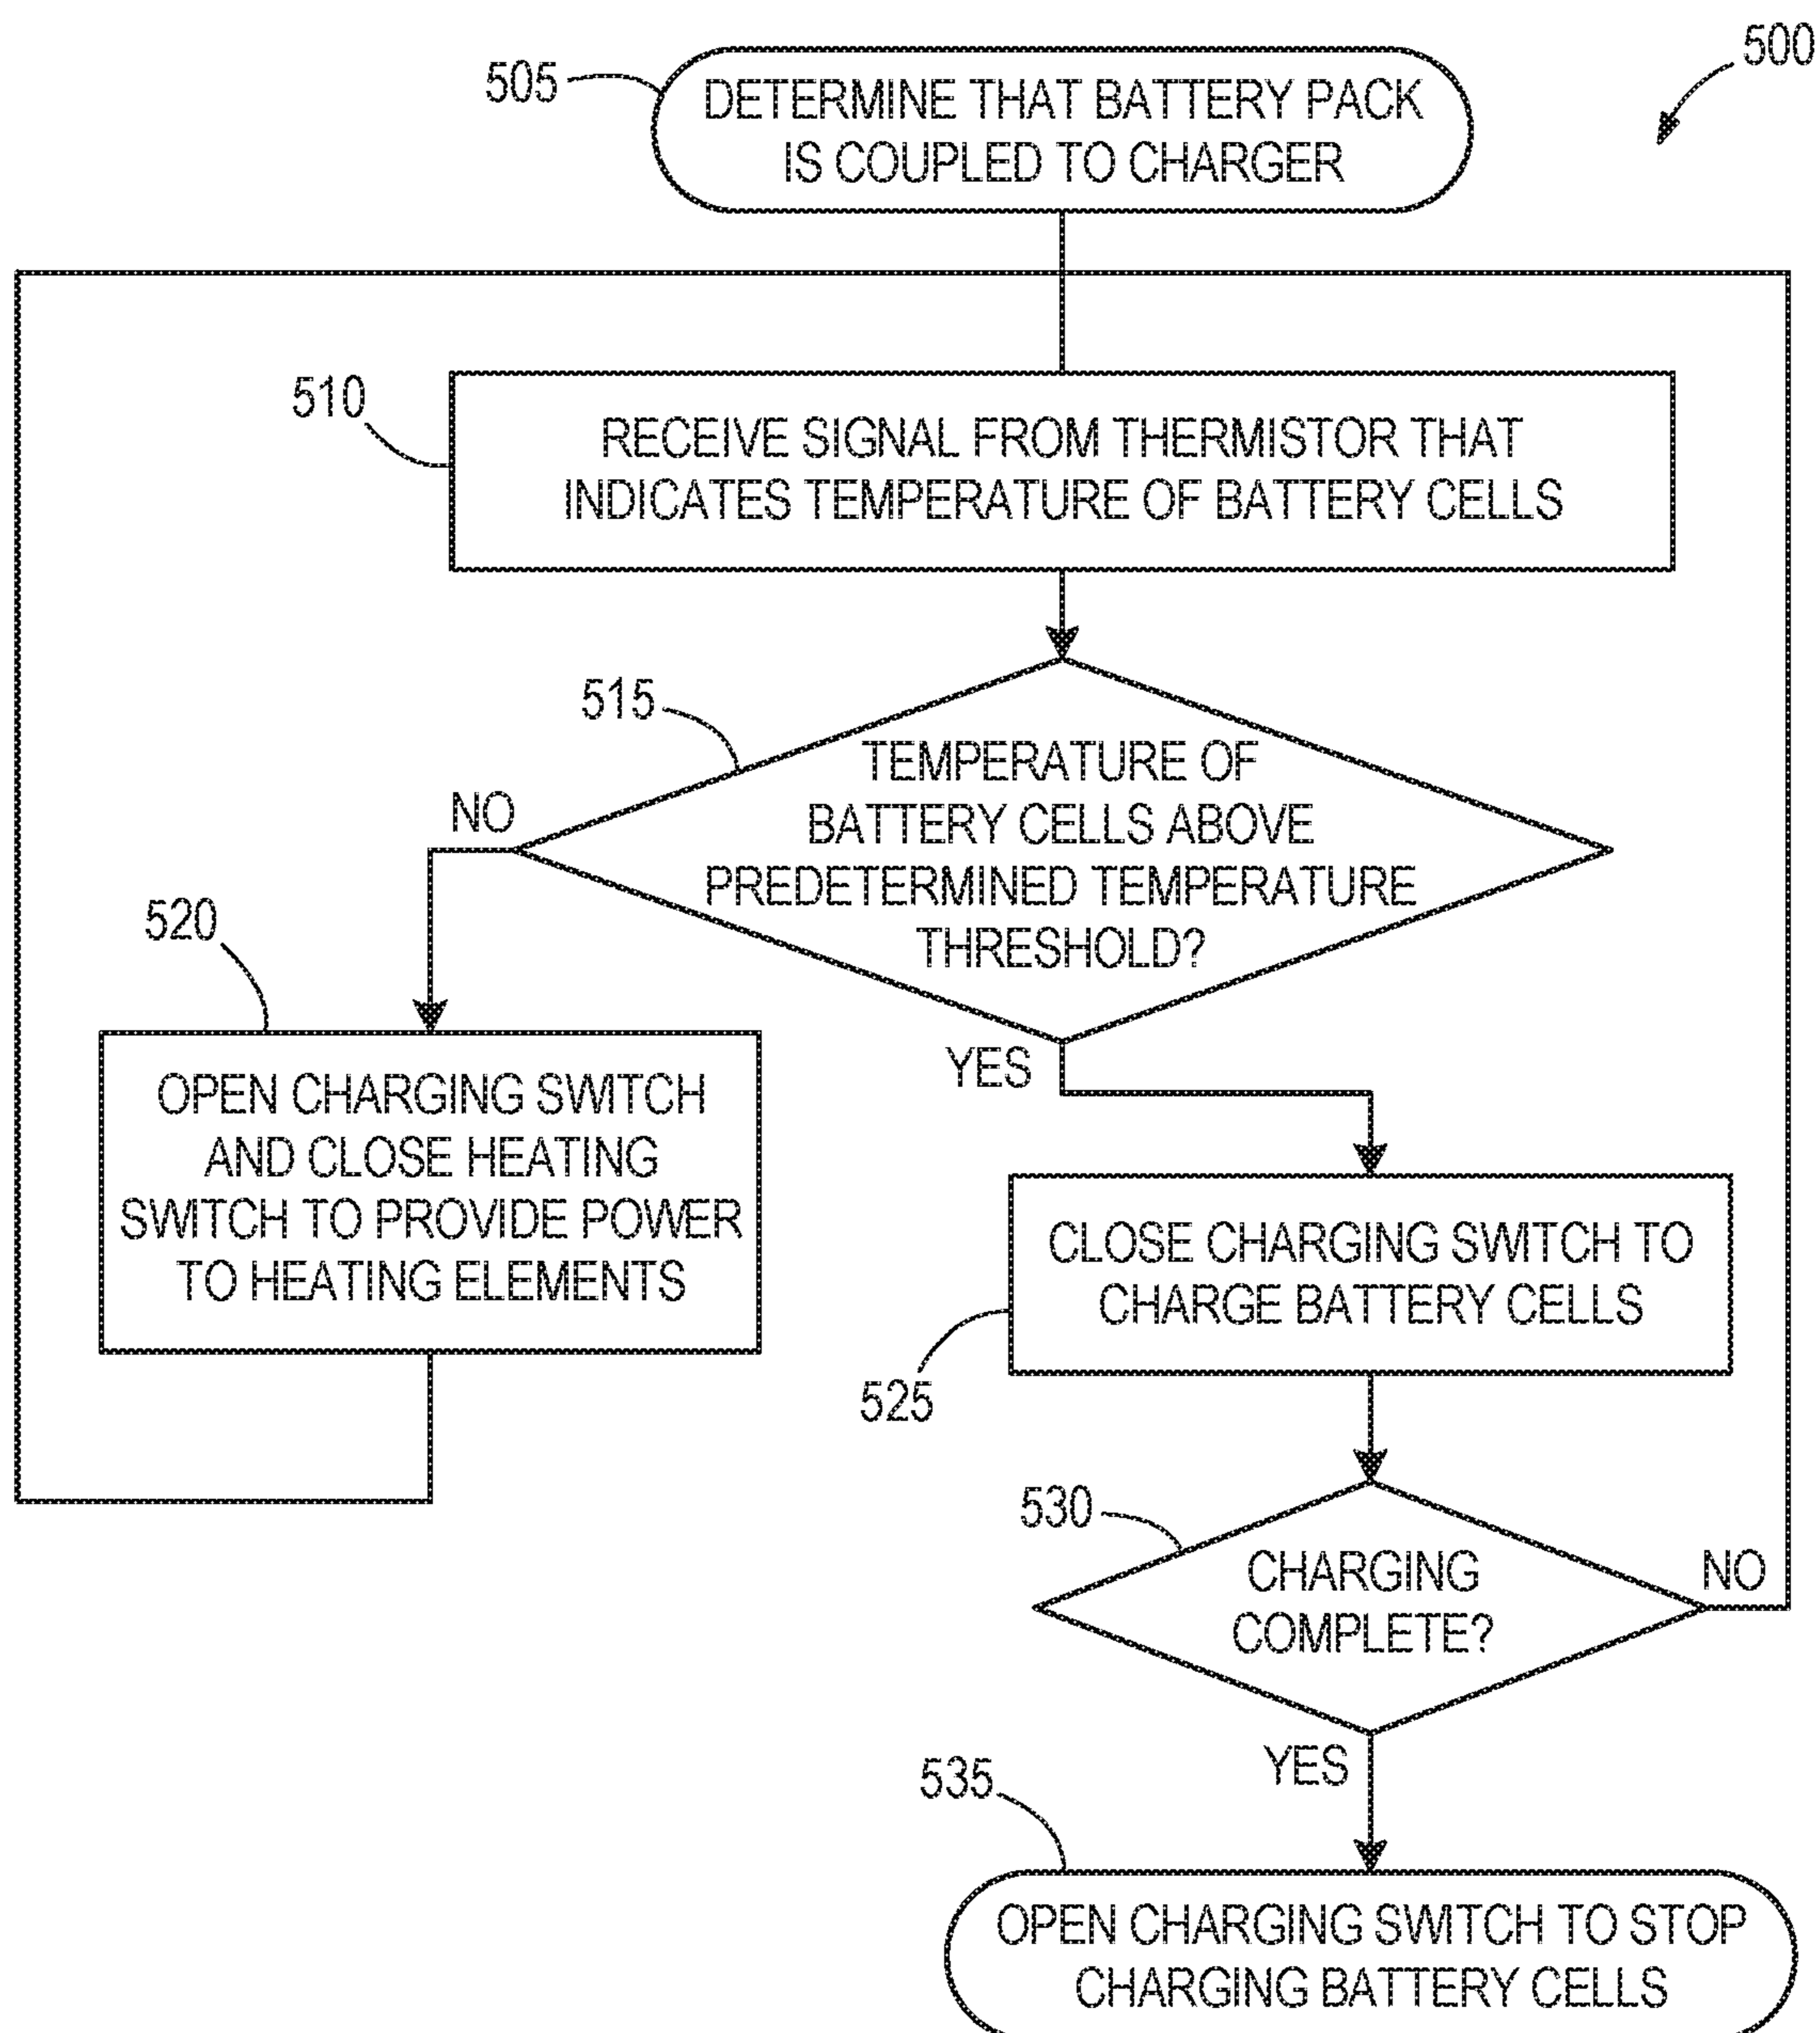 500
505
DETERMINE THAT BATTERY PACK
IS COUPLED TO CHARGER
510
RECEIVE SIGNAL FROM THERMISTOR THAT
INDICATES TEMPERATURE OF BATTERY CELLS
515
TEMPERATURE OF
BATTERY CELLS ABOVE
PREDETERMINED TEMPERATURE
THRESHOLD?
NO
YES
520
OPEN CHARGING SWITCH
AND CLOSE HEATING
SWITCH TO PROVIDE POWER
TO HEATING ELEMENTS
CLOSE CHARGING SWITCH TO
CHARGE BATTERY CELLS
525
530
CHARGING
COMPLETE?
NO
YES
535
OPEN CHARGING SWITCH TO STOP
CHARGING BATTERY CELLS